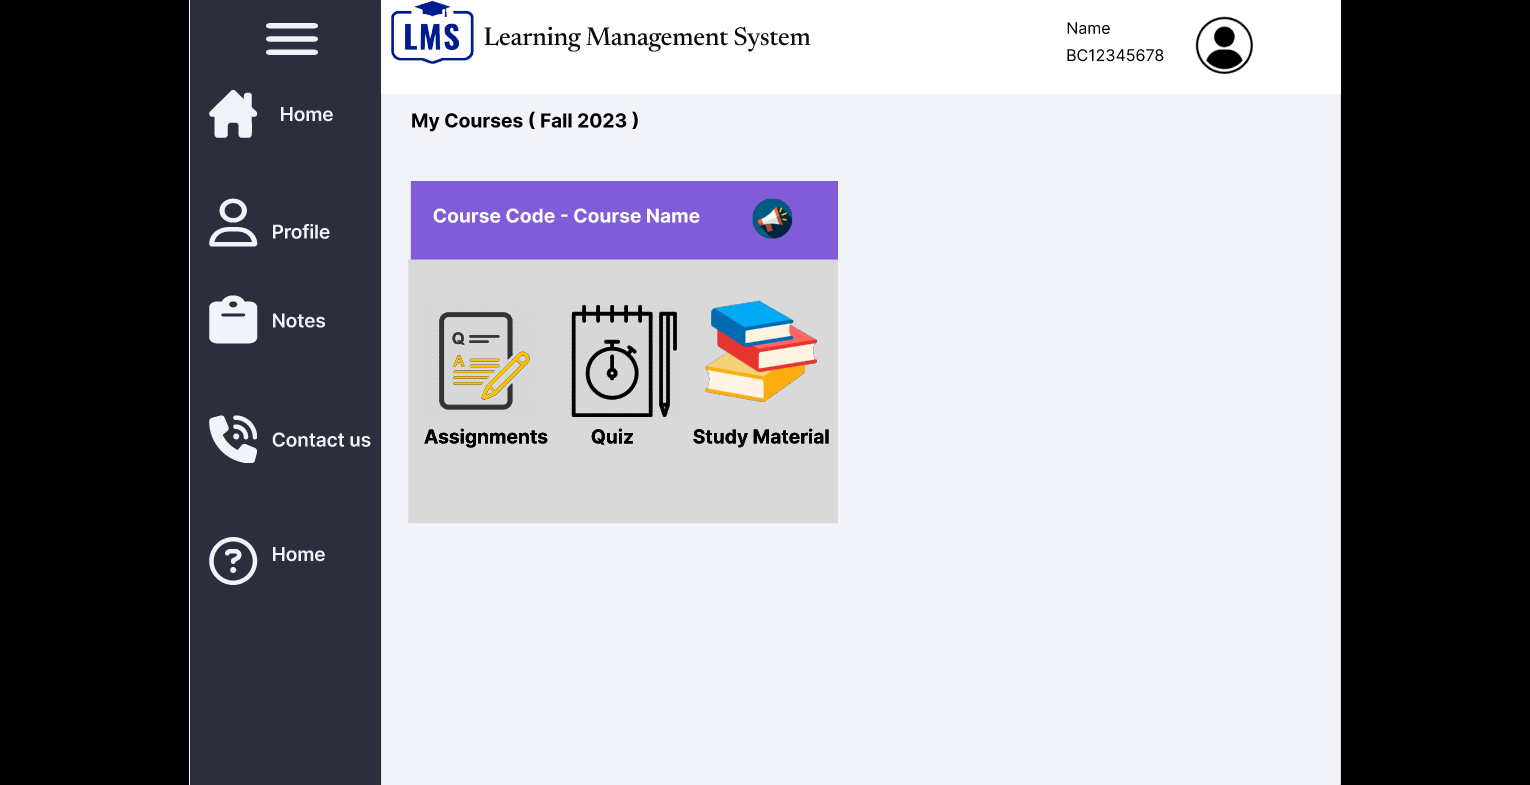 LMS Learning Management System
Name
BC12345678
Home
Profile
Notes
Contact us
Home
My Courses ( Fall 2023 )
Course Code - Course Name
Q
A
Assignments
Quiz
Study Material
?